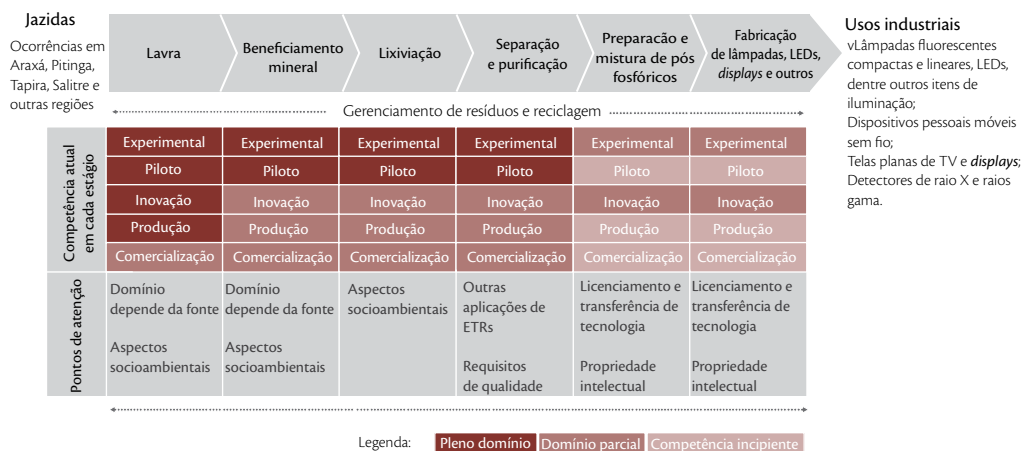 Jazidas
Ocorrências em
Araxá, Pitinga,
Tapira, Salitre e
outras regiões
Lavra
Beneficiamento
mineral
Lixiviação
Separação
e purificação
Preparacão e
mistura de pós
fosfóricos
Fabricação
de lâmpadas, LEDs,
displays e outros
Usos industriais
vLâmpadas fluorescentes
compactas e lineares, LEDs,
dentre outros itens de
iluminação;
Dispositivos pessoais móveis
sem fio;
Telas planas de TV e displays;
Detectores de raio X e raios
gama.
Gerenciamento de resíduos e reciclagem
Competência atual
em cada estágio
Experimental Experimental Experimental Experimental Experimental Experimental
Piloto Piloto Piloto Piloto Piloto Piloto
Inovação Inovação Inovação Inovação Inovação Inovação
Produção Produção Produção Produção Produção Produção
Comercialização Comercialização Comercialização Comercialização Comercialização Comercialização
Pontos de atenção
Domínio
depende da fonte
Aspectos
socioambientais
Domínio
depende da fonte
Aspectos
socioambientais
Aspectos
socioambientais
Outras
aplicações de
ETRs
Requisitos
de qualidade
Licenciamento e
transferência de
tecnologia
Propriedade
intelectual
Licenciamento e
transferência de
tecnologia
Propriedade
intelectual
Legenda: Pleno domínio Domínio parcial Competência incipiente